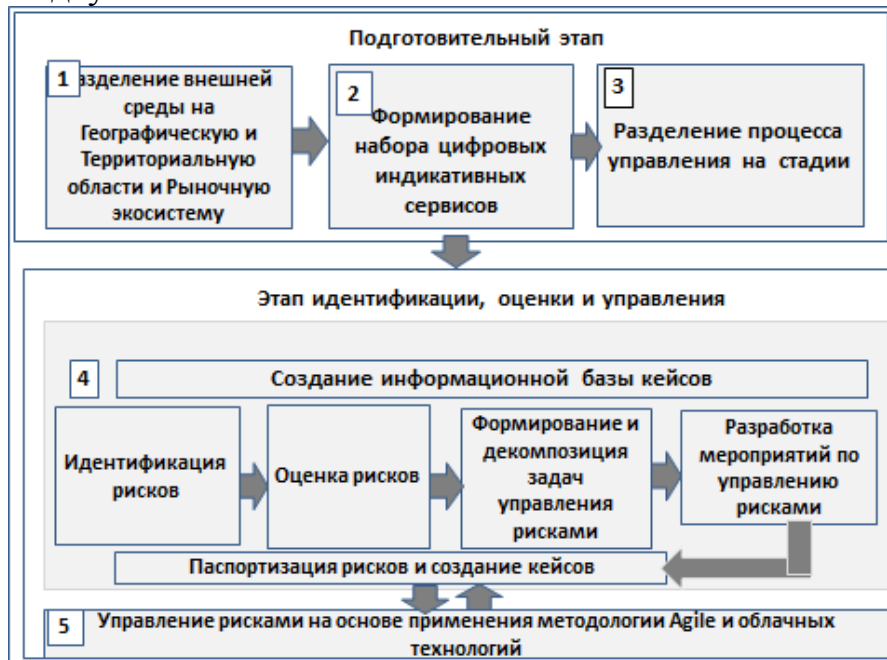 Подготовительный этап
1
азделение внешней
среды на
Географическую и
Территориальную
области и Рыночную
экосистему
2
Формирование
набора цифровых
индикативных
сервисов
3
Разделение процесса
управления на стадии
Этап идентификации, оценки и управления
4
Создание информационной базы кейсов
Идентификация
рисков
Оценка рисков
Формирование и
декомпозиция
задач
управления
рисками
Разработка
мероприятий по
управлению
рисками
Паспортизация рисков и создание кейсов
5
Управление рисками на основе применения методологии Agile и облачных
технологий